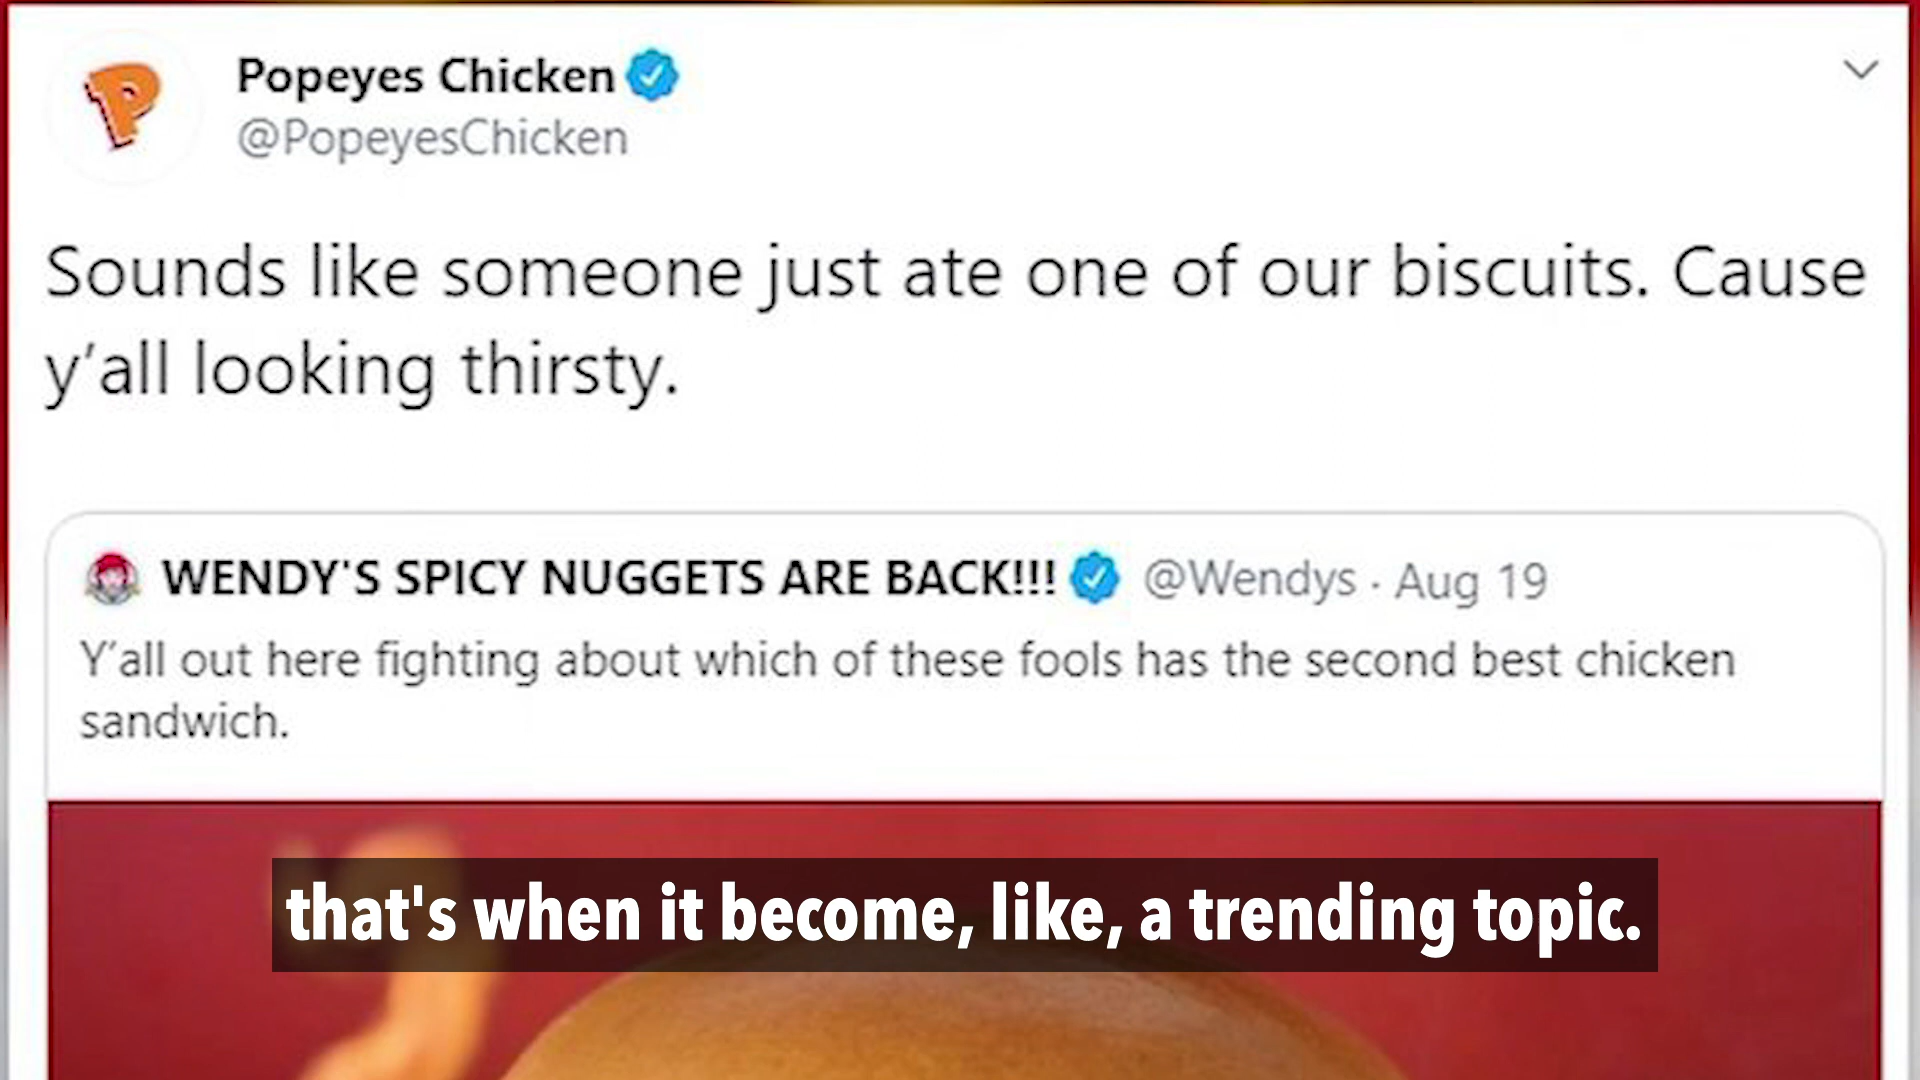 Popeyes Chicken
@PopeyesChicken
Sounds like someone just ate one of our biscuits. Cause
y'all looking thirsty.
WENDY'S SPICY NUGGETS ARE BACK!!! @Wendys · Aug 19
Y'all out here fighting about which of these fools has the second best chicken
sandwich.
that's when it become, like, a trending topic.